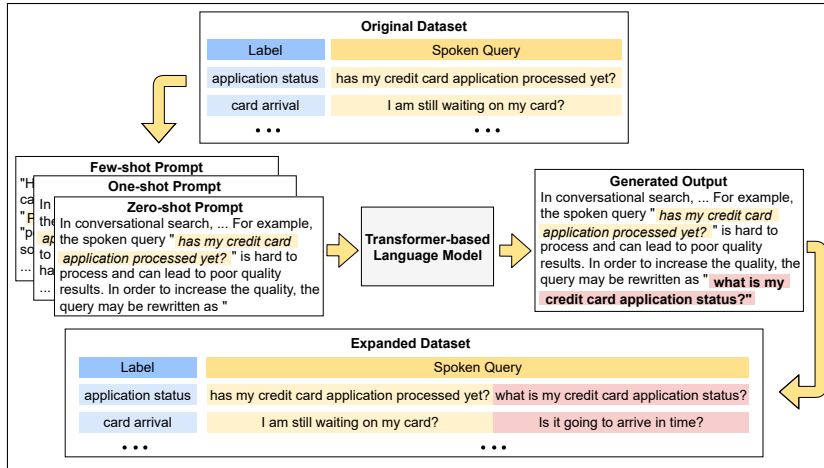 Original Dataset
Label Spoken Query
application status has my credit card application processed yet?
card arrival I am still waiting on my card?
... ...
Few-shot Prompt
"H
ca
"F
"p
so
...
One-shot Prompt
In
the
ap
to
ha
...
Zero-shot Prompt
In conversational search, ... For example,
the spoken query " has my credit card
application processed yet? " is hard to
process and can lead to poor quality
results. In order to increase the quality, the
query may be rewritten as "
Transformer-based
Language Model
Generated Output
In conversational search, ... For example,
the spoken query " has my credit card
application processed yet? " is hard to
process and can lead to poor quality
results. In order to increase the quality, the
query may be rewritten as " what is my
credit card application status?"
Expanded Dataset
Label Spoken Query
application status has my credit card application processed yet? what is my credit card application status?
card arrival I am still waiting on my card? Is it going to arrive in time?
... ...